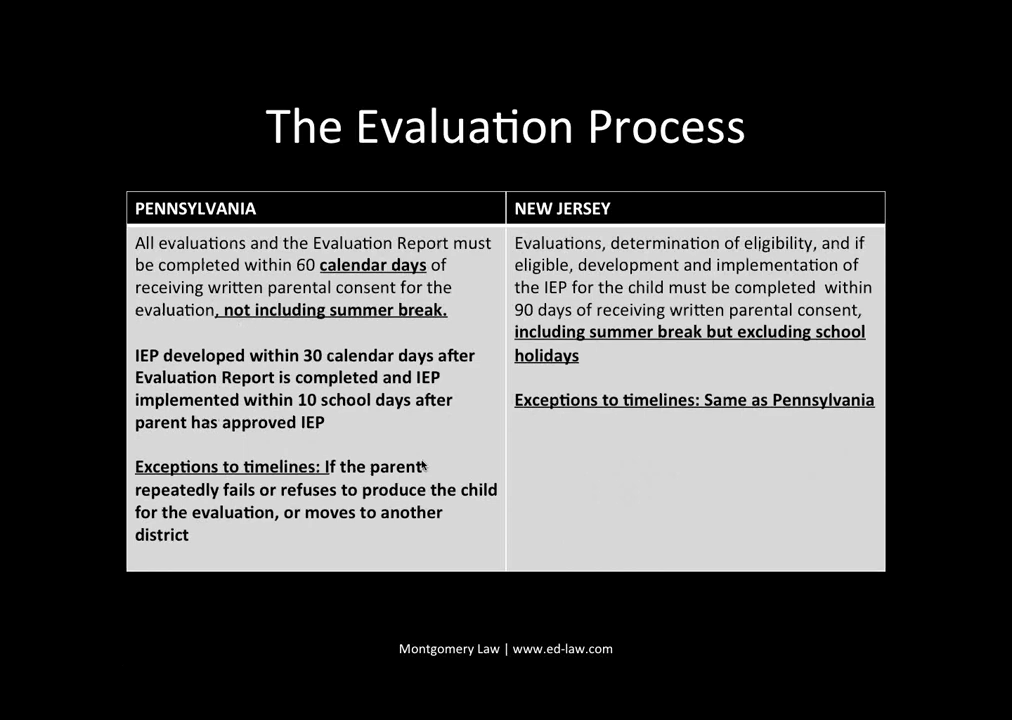 The Evaluation Process
PENNSYLVANIA
All evaluations and the Evaluation Report must
be completed within 60 calendar days of
receiving written parental consent for the
evaluation, not including summer break.
IEP developed within 30 calendar days after
Evaluation Report is completed and IEP
implemented within 10 school days after
parent has approved IEP
Exceptions to timelines: If the parent
repeatedly fails or refuses to produce the child
for the evaluation, or moves to another
district
NEW JERSEY
Evaluations, determination of eligibility, and if
eligible, development and implementation of
the IEP for the child must be completed within
90 days of receiving written parental consent,
including summer break but excluding school
holidays
Exceptions to timelines: Same as Pennsylvania
Montgomery Law | www.ed-law.com